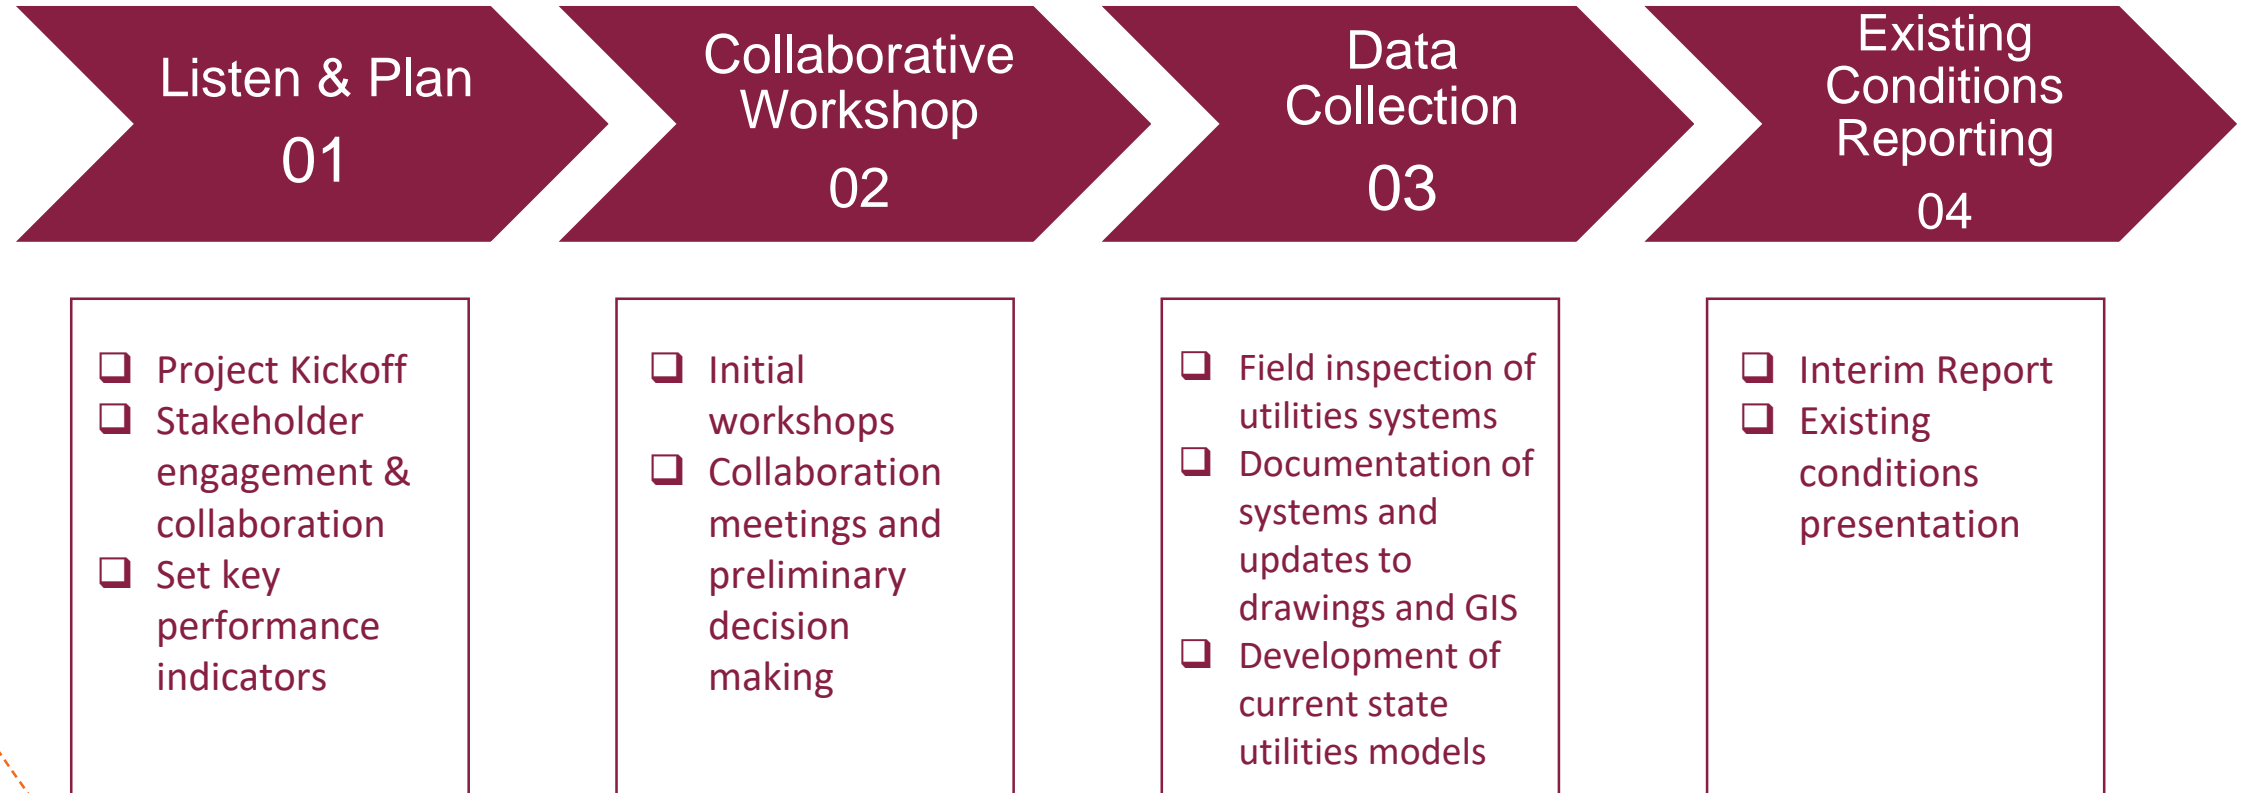 Listen & Plan
01
Collaborative
Workshop
02
Data
Collection
03
Existing
Conditions
Reporting
04
❑ Project Kickoff
❑ Stakeholder
engagement &
collaboration
❑ Set key
performance
indicators
❑ Initial
workshops
❑ Collaboration
meetings and
preliminary
decision
making
❑ Field inspection of
utilities systems
❑ Documentation of
systems and
updates to
drawings and GIS
❑ Development of
current state
utilities models
❑ Interim Report
❑ Existing
conditions
presentation